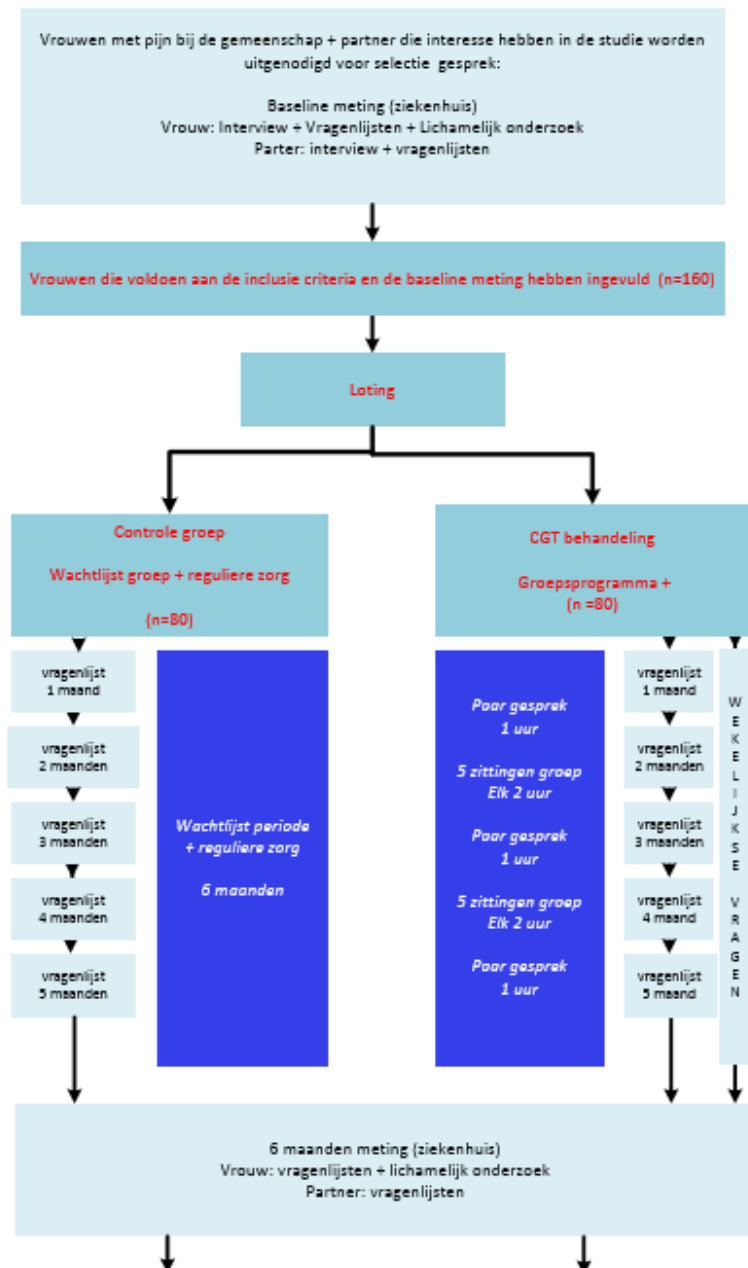 Vrouwen met pijn bij de gemeenschap + partner die interesse hebben in de studie worden
uitgenodigd voor selectie gesprek:
Baseline meting (ziekenhuis)
Vrouw: Interview + Vragenlijsten + Lichamelijk onderzoek
Parter: interview + vragenlijsten
Vrouwen die voldoen aan de inclusie criteria en de baseline meting hebben ingevuld (n=160)
Loting
Controle groep
Wachtlijst groep + reguliere zorg
(n=80)
vragenlijst
1 maand
vragenlijst
2 maanden
vragenlijst
3 maanden
vragenlijst
4 maanden
vragenlijst
5 maanden
Wachtlijst periode
+ reguliere zorg
6 maanden
CGT behandeling
Groepsprogramma +
(n =80)
Paar gesprek
1 uur
5 zittingen groep
Elk 2 uur
Paar gesprek
1 uur
5 zittingen groep
Elk 2 uur
Paar gesprek
1 uur
vragenlijst
1 maand
vragenlijst
2 maanden
vragenlijst
3 maanden
vragenlijst
4 maand
vragenlijst
5 maand
WEKELIJKSE VRAGEN
6 maanden meting (ziekenhuis)
Vrouw: vragenlijsten + lichamelijk onderzoek
Partner: vragenlijsten